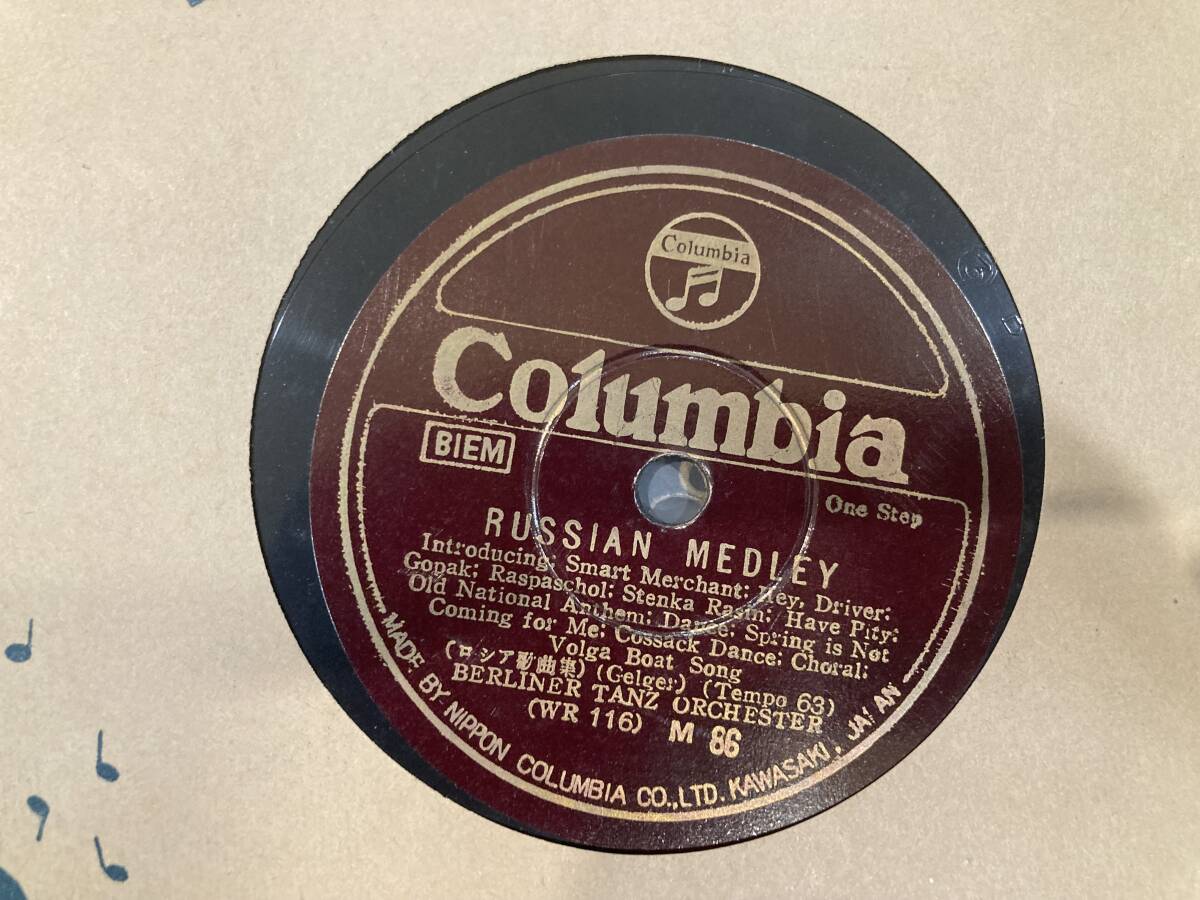 Columbia
Columbia
BIEM
One Step
RUSSIAN MEDLEY
Introducing: Smart Merchant; Hey, Driver;
Gopak; Raspaschol; Stenka Rasin; Have Pity;
Old National Anthem; Dance; Spring is Not
Coming for Me; Cossack Dance; Choral;
Volga Boat Song
(ロシア歌曲集) (Geiger) (Tempo 63)
BERLINER TANZ ORCHESTER
(WR 116) M 86
MADE BY NIPPON COLUMBIA CO.,LTD. KAWASAKI, JAPAN